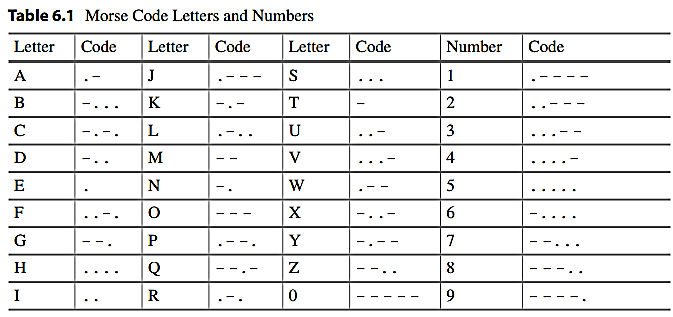 Table 6.1 Morse Code Letters and Numbers
Letter Code Letter Code Letter Code Number Code
A .– J .––– S ... 1 .––––
B –... K –.– T – 2 ..–––
C –.–. L .–.. U ..– 3 ...––
D –.. M –– V ...– 4 ....–
E . N –. W .–– 5 .....
F ..–. O ––– X –..– 6 –....
G ––. P .––. Y –.–– 7 ––...
H .... Q ––.– Z ––.. 8 –––..
I .. R .–. 0 ––––– 9 ––––.